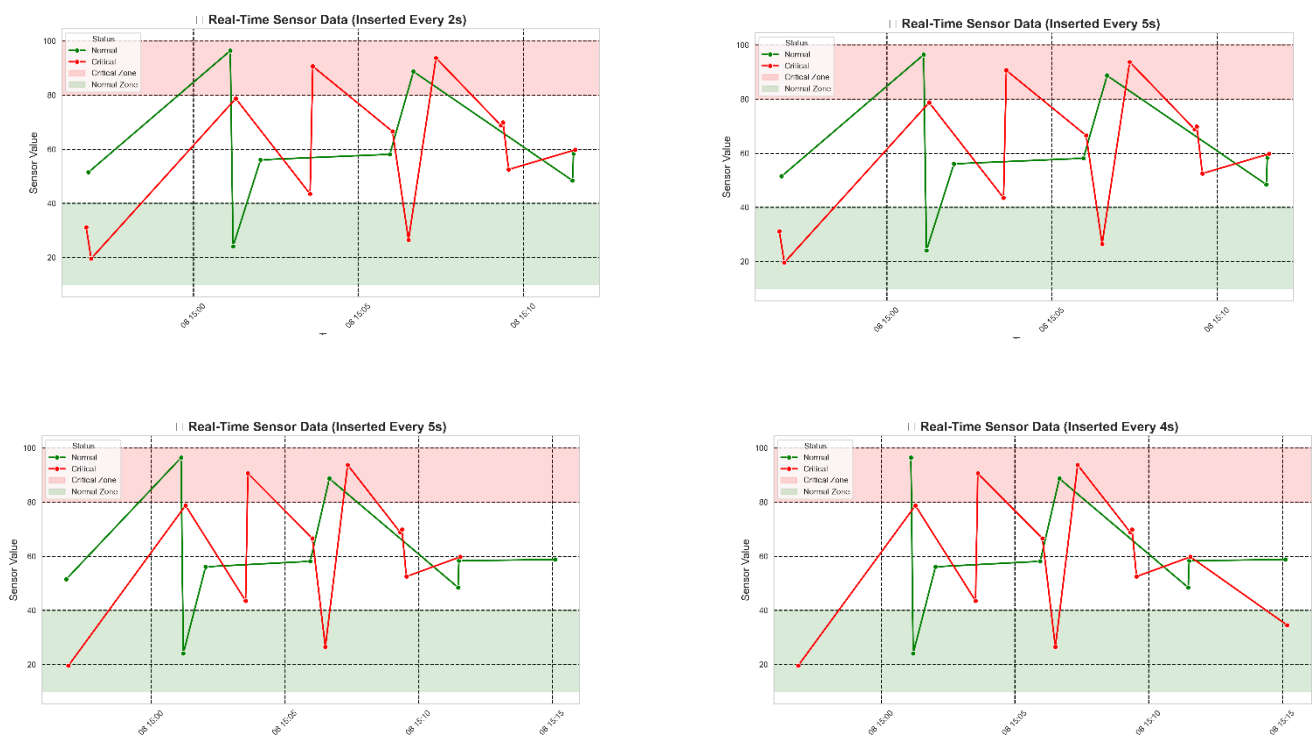 Real-Time Sensor Data (Inserted Every 2s)
Status
Normal
Critical
Critical Zone
Normal Zone
Sensor Value
100
80
60
40
20
08 15:00
08 15:05
08 15:10
Real-Time Sensor Data (Inserted Every 5s)
Status
Normal
Critical
Critical Zone
Normal Zone
Sensor Value
100
80
60
40
20
08 15:00
08 15:05
08 15:10
Real-Time Sensor Data (Inserted Every 5s)
Status
Normal
Critical
Critical Zone
Normal Zone
Sensor Value
100
80
60
40
20
08 15:00
08 15:05
08 15:10
08 15:15
Real-Time Sensor Data (Inserted Every 4s)
Status
Normal
Critical
Critical Zone
Normal Zone
Sensor Value
100
80
60
40
20
08 15:00
08 15:05
08 15:10
08 15:15